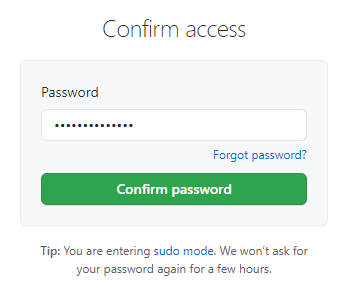 Confirm access
Password
••••••••••••••
Forgot password?
Confirm password
Tip: You are entering sudo mode. We won't ask for
your password again for a few hours.